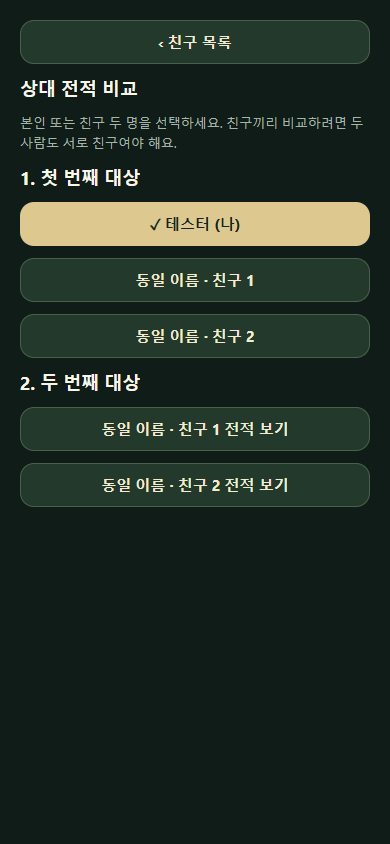 ‹ 친구 목록
상대 전적 비교
본인 또는 친구 두 명을 선택하세요. 친구끼리 비교하려면 두
사람도 서로 친구여야 해요.
1. 첫 번째 대상
✓ 테스터 (나)
동일 이름 · 친구 1
동일 이름 · 친구 2
2. 두 번째 대상
동일 이름 · 친구 1 전적 보기
동일 이름 · 친구 2 전적 보기